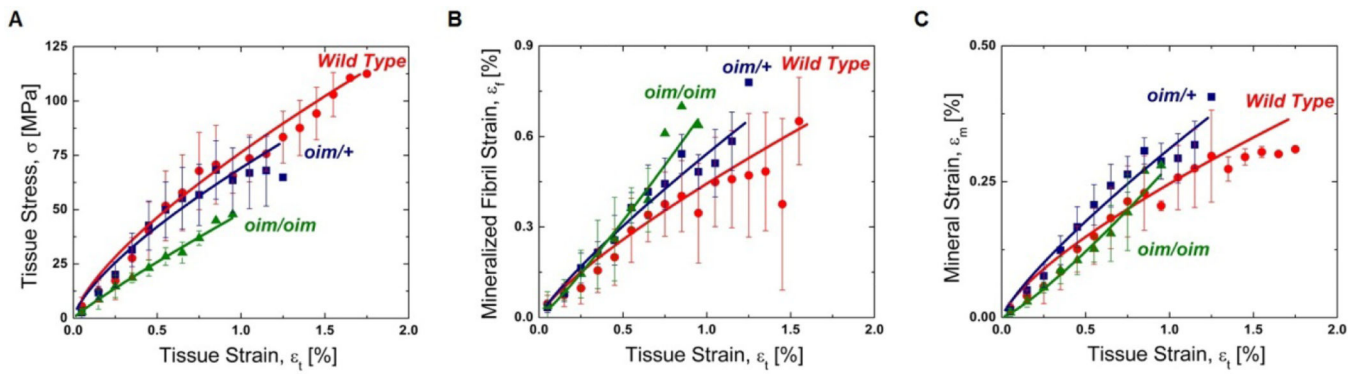 A
Tissue Stress, σ [MPa]
125
100
75
50
25
0
0.0 0.5 1.0 1.5 2.0
Tissue Strain, εt [%]
Wild Type
oim/+
oim/oim
B
Mineralized Fibril Strain, εf [%]
0.9
0.6
0.3
0.0
0.0 0.5 1.0 1.5 2.0
Tissue Strain, εt [%]
oim/+
Wild Type
oim/oim
C
Mineral Strain, εm [%]
0.50
0.25
0.00
0.0 0.5 1.0 1.5 2.0
Tissue Strain, εt [%]
oim/+
Wild Type
oim/oim